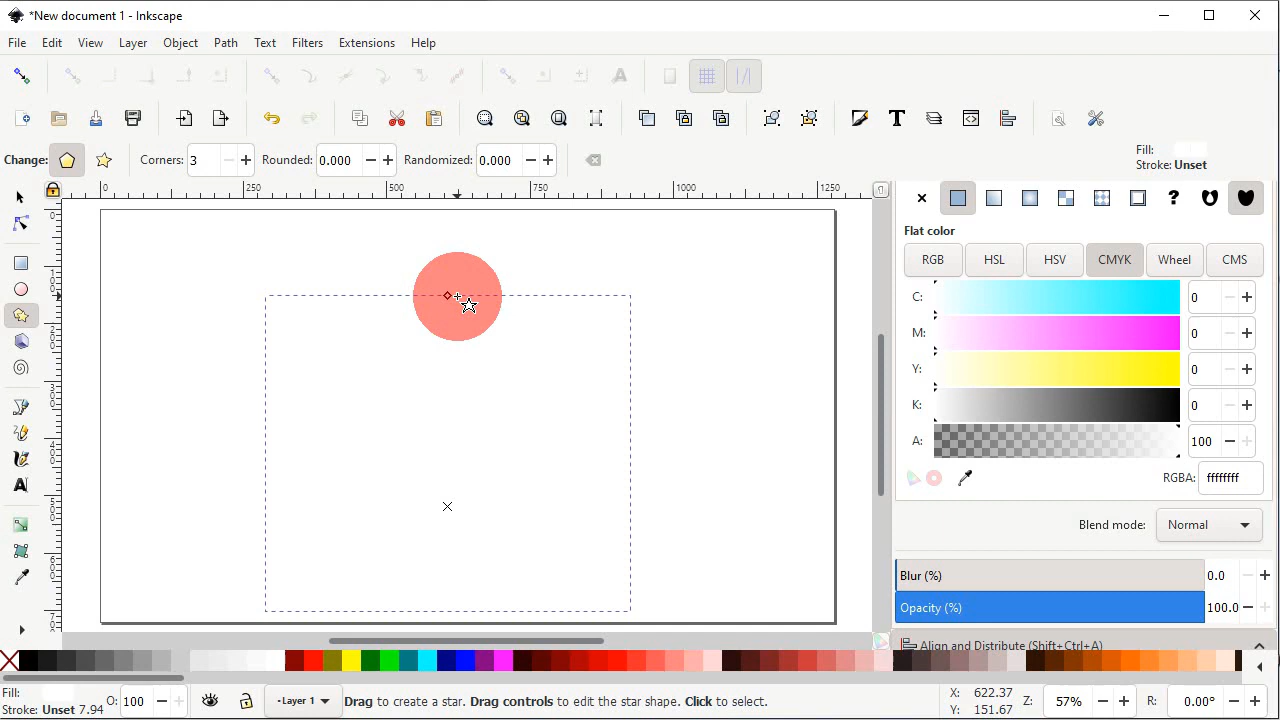 *New document 1 - Inkscape
File Edit View Layer Object Path Text Filters Extensions Help
Change: Corners: 3 Rounded: 0.000 Randomized: 0.000
Fill:
Stroke: Unset
0 250 500 750 1000 1250
Flat color
RGB HSL HSV CMYK Wheel CMS
C: 0
M: 0
Y: 0
K: 0
A: 100
RGBA: ffffffff
Blend mode: Normal
Blur (%) 0.0
Opacity (%) 100.0
Align and Distribute (Shift+Ctrl+A)
Fill:
Stroke: Unset 7.94
O: 100
Layer 1
Drag to create a star. Drag controls to edit the star shape. Click to select.
X: 622.37
Y: 151.67
Z: 57%
R: 0.00°